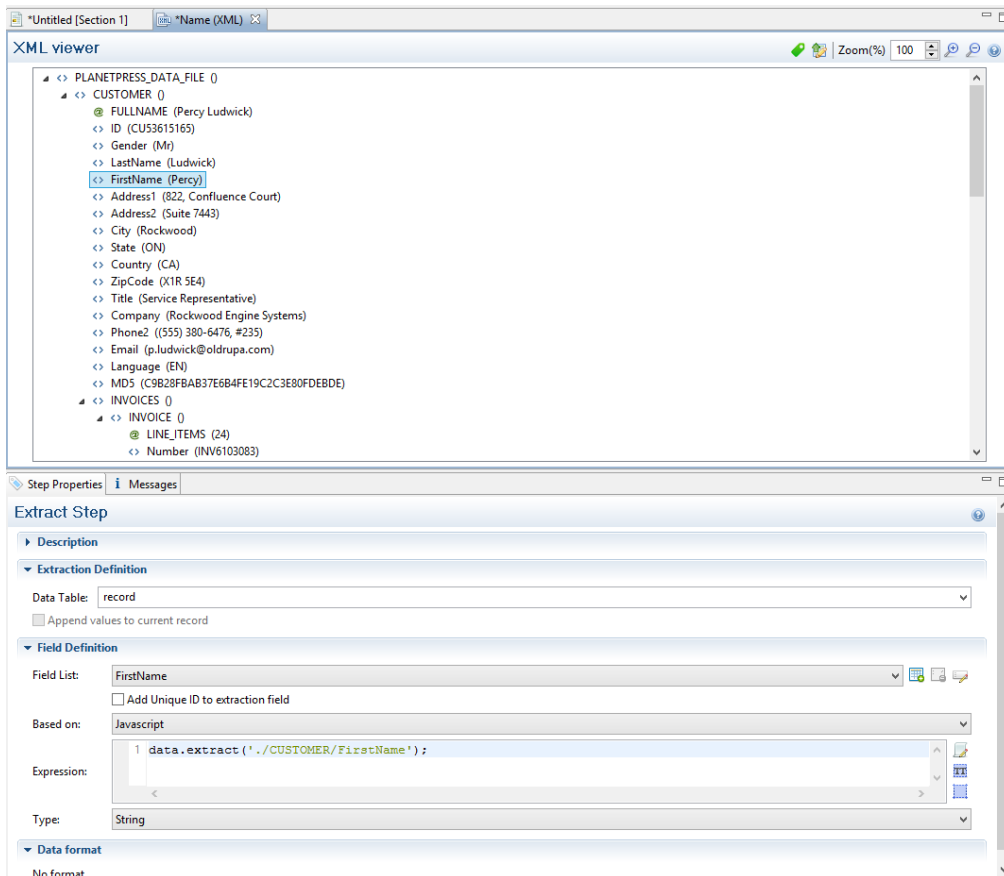 *Untitled [Section 1] *Name (XML)
XML viewer Zoom(%) 100
PLANETPRESS_DATA_FILE ()
CUSTOMER ()
@ FULLNAME (Percy Ludwick)
<> ID (CU53615165)
<> Gender (Mr)
<> LastName (Ludwick)
<> FirstName (Percy)
<> Address1 (822, Confluence Court)
<> Address2 (Suite 7443)
<> City (Rockwood)
<> State (ON)
<> Country (CA)
<> ZipCode (X1R 5E4)
<> Title (Service Representative)
<> Company (Rockwood Engine Systems)
<> Phone2 ((555) 380-6476, #235)
<> Email (p.ludwick@oldrupa.com)
<> Language (EN)
<> MD5 (C9B28FBAB37E6B4FE19C2C3E80FDEBDE)
<> INVOICES ()
<> INVOICE ()
@ LINE_ITEMS (24)
<> Number (INV6103083)
Step Properties i Messages
Extract Step
Description
Extraction Definition
Data Table: record
Append values to current record
Field Definition
Field List: FirstName
Add Unique ID to extraction field
Based on: Javascript
1 data.extract('./CUSTOMER/FirstName');
Expression:
Type: String
Data format
No format